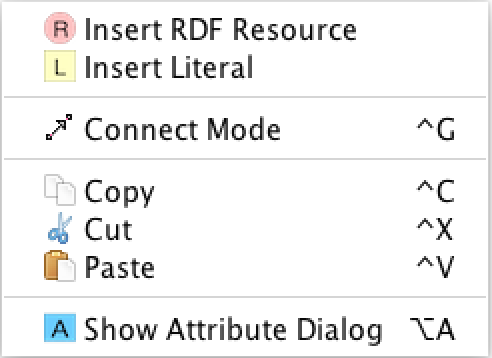 R Insert RDF Resource
L Insert Literal
Connect Mode ^G
Copy ^C
Cut ^X
Paste ^V
A Show Attribute Dialog ⌥A